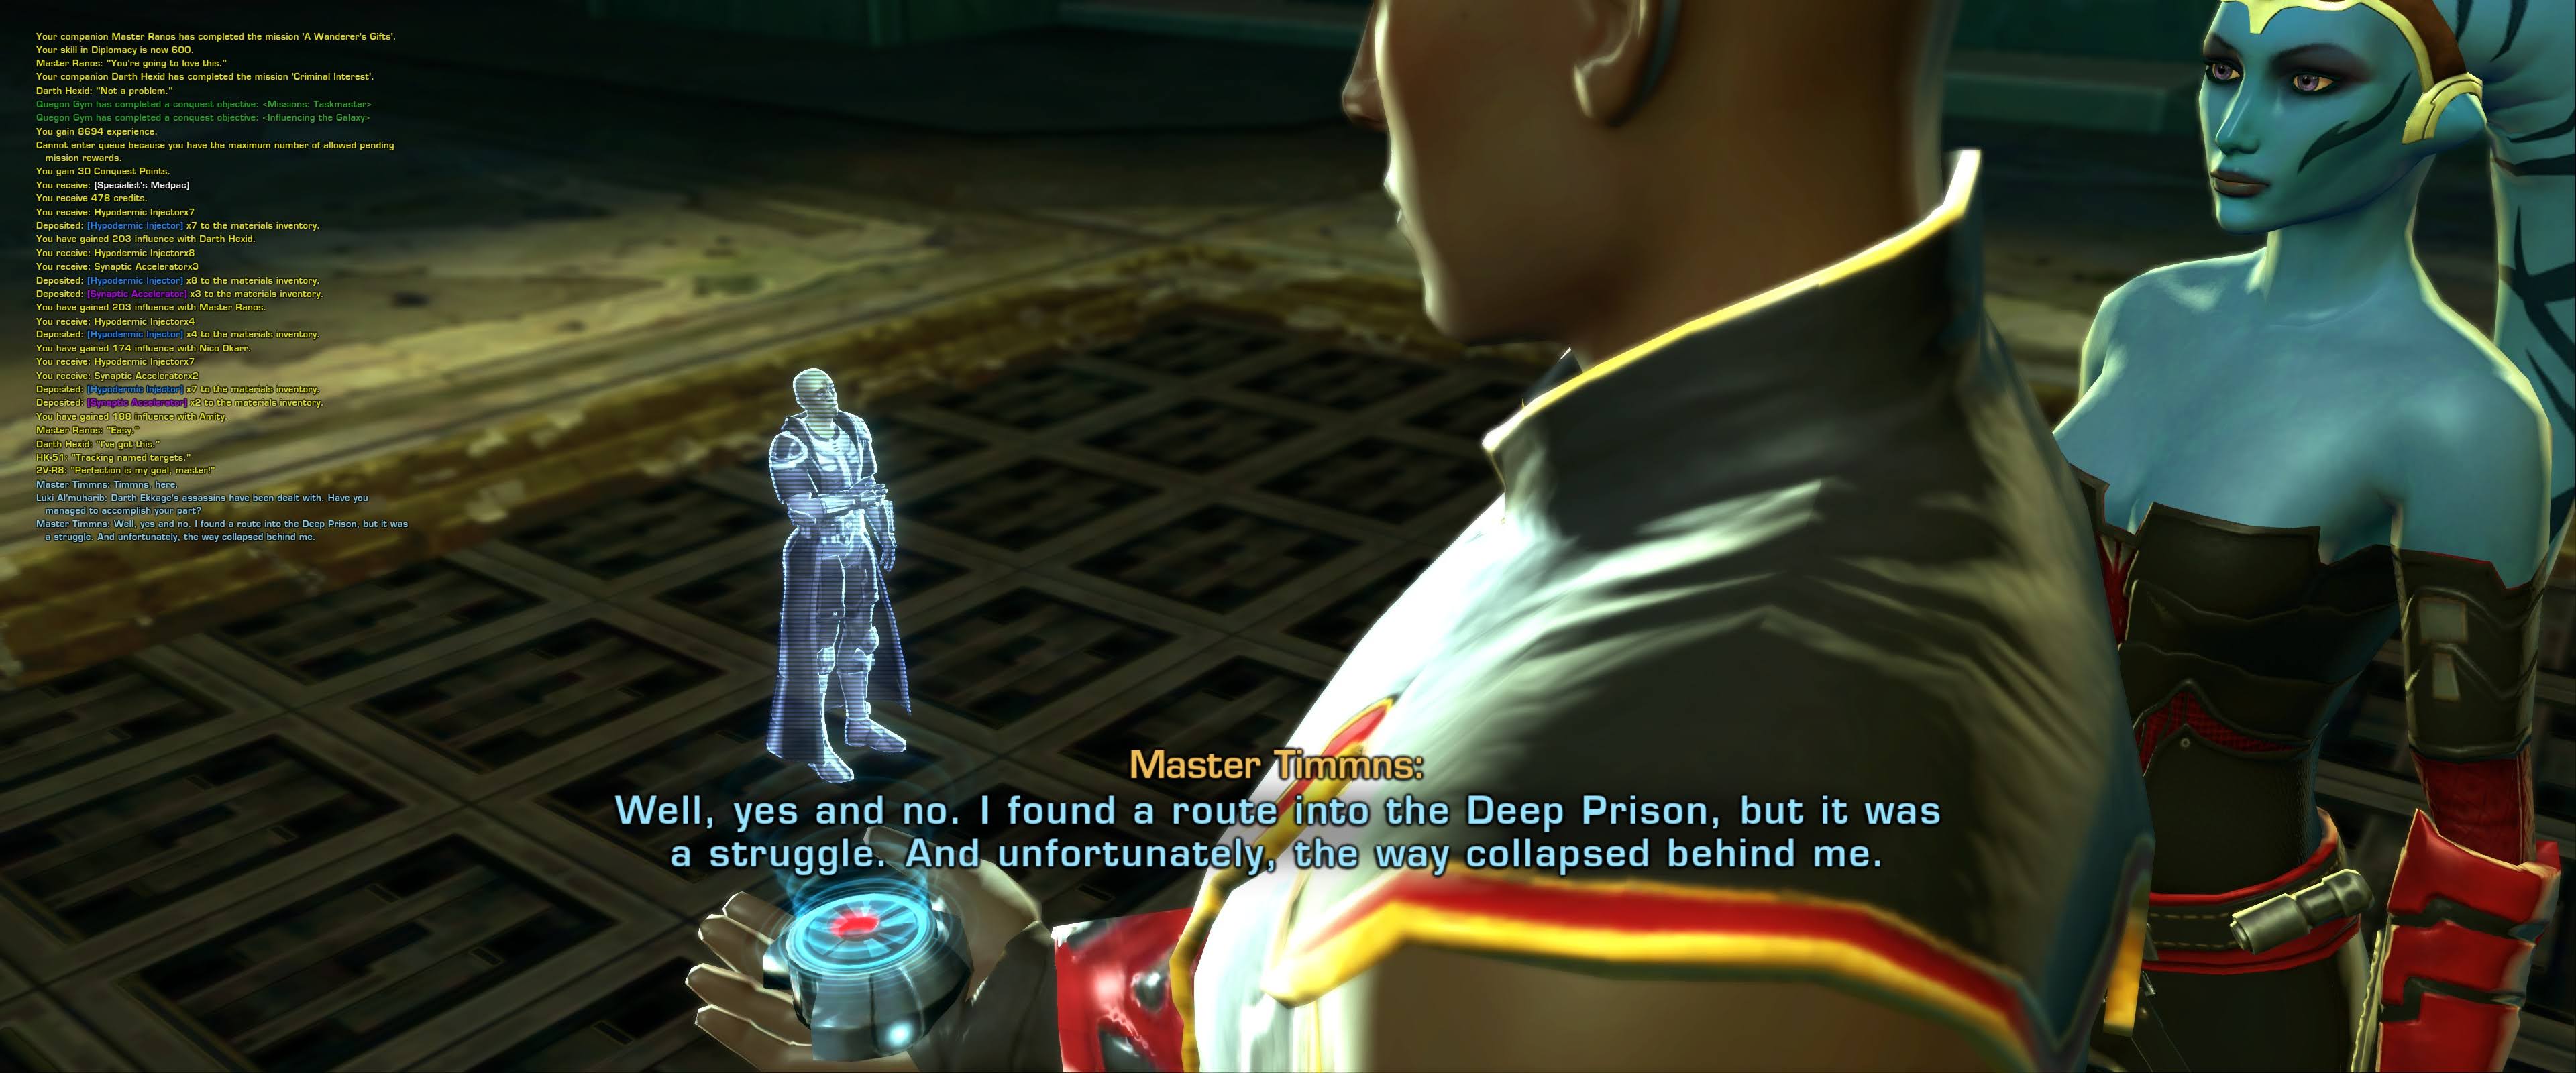 Your companion Master Ranos has completed the mission 'A Wanderer's Gifts'.
Your skill in Diplomacy is now 600.
Master Ranos: "You're going to love this."
Your companion Darth Hexid has completed the mission 'Criminal Interest'.
Darth Hexid: "Not a problem."
Quegon Gym has completed a conquest objective: <Missions: Taskmaster>
Quegon Gym has completed a conquest objective: <Influencing the Galaxy>
You gain 8694 experience.
Cannot enter queue because you have the maximum number of allowed pending
mission rewards.
You gain 30 Conquest Points.
You receive: [Specialist's Medpac]
You receive 478 credits.
You receive: Hypodermic Injectorx7
Deposited: [Hypodermic Injector] x7 to the materials inventory.
You have gained 203 influence with Darth Hexid.
You receive: Hypodermic Injectorx8
You receive: Synaptic Acceleratorx3
Deposited: [Hypodermic Injector] x8 to the materials inventory.
Deposited: [Synaptic Accelerator] x3 to the materials inventory.
You have gained 203 influence with Master Ranos.
You receive: Hypodermic Injectorx4
Deposited: [Hypodermic Injector] x4 to the materials inventory.
You have gained 174 influence with Nico Okarr.
You receive: Hypodermic Injectorx7
You receive: Synaptic Acceleratorx2
Deposited: [Hypodermic Injector] x7 to the materials inventory.
Deposited: [Synaptic Accelerator] x2 to the materials inventory.
You have gained 188 influence with Amity.
Master Ranos: "Easy."
Darth Hexid: "I've got this."
HK-51: "Tracking named targets."
2V-R8: "Perfection is my goal, master!"
Master Timmns: Timmns, here.
Luki Al'muharib: Darth Ekkage's assassins have been dealt with. Have you
managed to accomplish your part?
Master Timmns: Well, yes and no. I found a route into the Deep Prison, but it was
a struggle. And unfortunately, the way collapsed behind me.
Master Timmns:
Well, yes and no. I found a route into the Deep Prison, but it was
a struggle. And unfortunately, the way collapsed behind me.